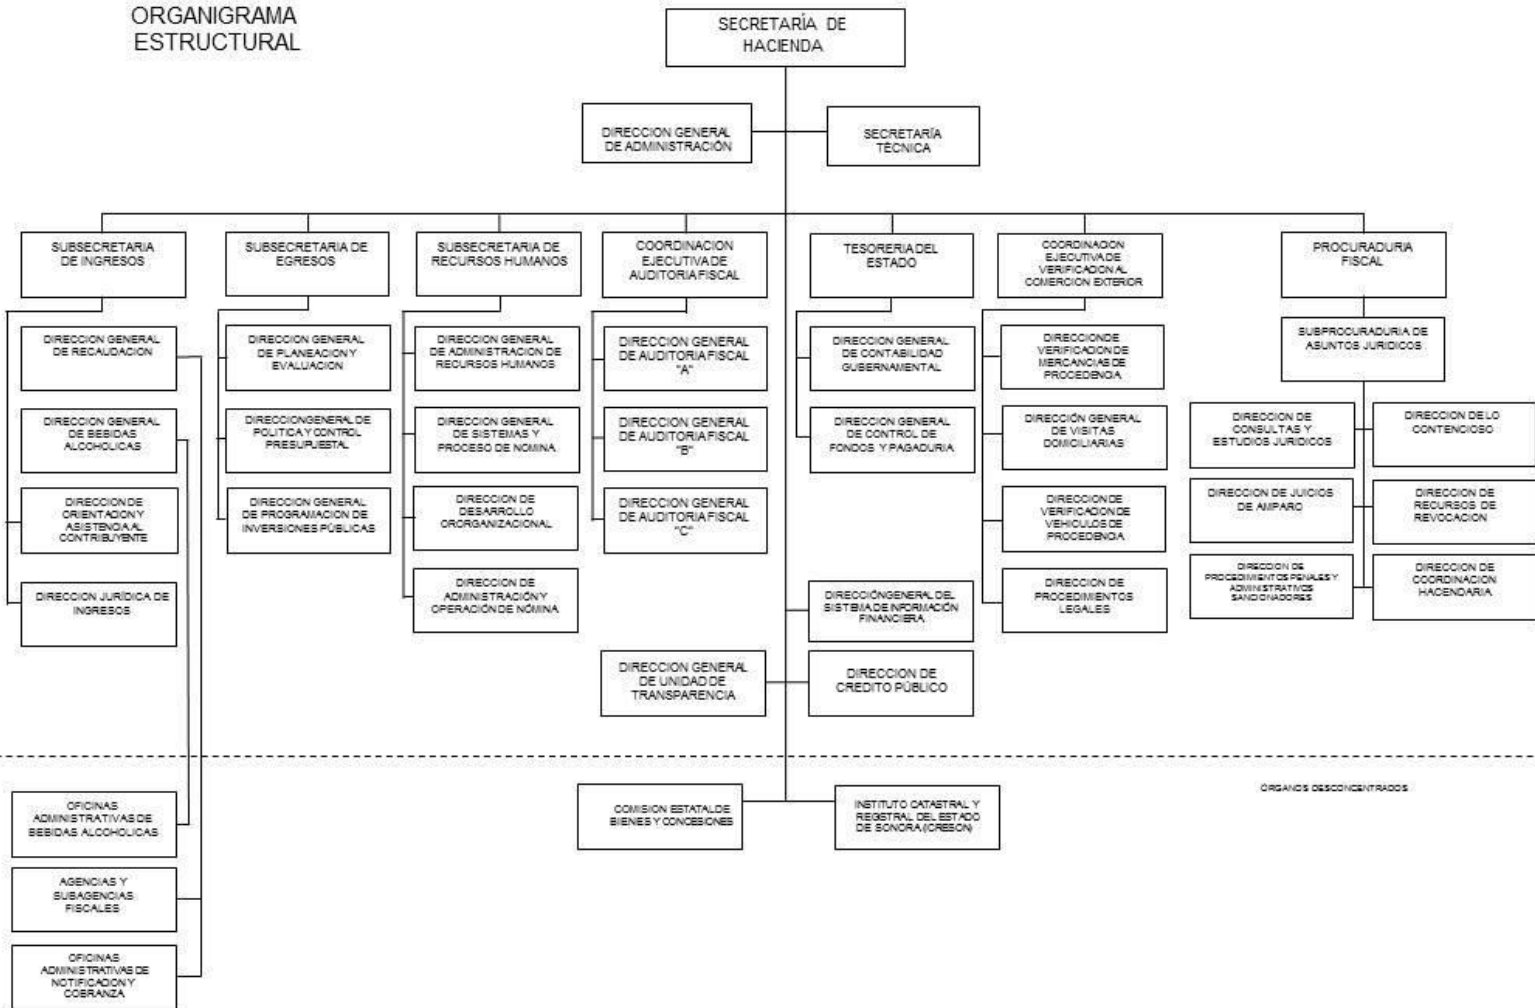 ORGANIGRAMA
ESTRUCTURAL
SECRETARÍA DE
HACIENDA
DIRECCION GENERAL
DE ADMINISTRACIÓN
SECRETARÍA
TÉCNICA
SUBSECRETARIA
DE INGRESOS
SUBSECRETARIA DE
EGRESOS
SUBSECRETARIA DE
RECURSOS HUMANOS
COORDINACION
EJECUTIVA DE
AUDITORIA FISCAL
TESORERIA DEL
ESTADO
COORDINACION
EJECUTIVA DE
VERIFICACION AL
COMERCION EXTERIOR
PROCURADURIA
FISCAL
DIRECCION GENERAL
DE RECAUDACION
DIRECCION GENERAL
DE BEBIDAS
ALCOHOLICAS
DIRECCION DE
ORIENTACION Y
ASISTENCIA AL
CONTRIBUYENTE
DIRECCION JURÍDICA DE
INGRESOS
DIRECCION GENERAL
DE PLANEACION Y
EVALUACION
DIRECCION GENERAL DE
POLITICA Y CONTROL
PRESUPUESTAL
DIRECCION GENERAL
DE PROGRAMACION DE
INVERSIONES PÚBLICAS
DIRECCION GENERAL
DE ADMINISTRACION DE
RECURSOS HUMANOS
DIRECCION GENERAL
DE SISTEMAS Y
PROCESO DE NOMINA
DIRECCION DE
DESARROLLO
ORORGANIZACIONAL
DIRECCION DE
ADMINISTRACIÓN Y
OPERACIÓN DE NÓMINA
DIRECCION GENERAL
DE AUDITORIA FISCAL
"A"
DIRECCION GENERAL
DE AUDITORIA FISCAL
"B"
DIRECCION GENERAL
DE AUDITORIA FISCAL
"C"
DIRECCION GENERAL
DE CONTABILIDAD
GUBERNAMENTAL
DIRECCION GENERAL
DE CONTROL DE
FONDOS Y PAGADURIA
DIRECCION DE
VERIFICACION DE
MERCANCIAS DE
PROCEDENCIA
DIRECCIÓN GENERAL
DE VISITAS
DOMICILIARIAS
DIRECCION DE
VERIFICACION DE
VEHICULOS DE
PROCEDENCIA
DIRECCION DE
PROCEDIMIENTOS
LEGALES
SUBPROCURADURIA DE
ASUNTOS JURIDICOS
DIRECCION DE
CONSULTAS Y
ESTUDIOS JURIDICOS
DIRECCION DE LO
CONTENCIOSO
DIRECCION DE JUICIOS
DE AMPARO
DIRECCION DE
RECURSOS DE
REVOCACION
DIRECCION DE
PROCEDIMIENTOS PENALES Y
ADMINISTRATIVOS
SANCIONADORES
DIRECCION DE
COORDINACION
HACENDARIA
DIRECCIÓN GENERAL DEL
SISTEMA DE INFORMACIÓN
FINANCIERA
DIRECCION GENERAL
DE UNIDAD DE
TRANSPARENCIA
DIRECCION DE
CREDITO PÚBLICO
ÓRGANOS DESCONCENTRADOS
OFICINAS
ADMINISTRATIVAS DE
BEBIDAS ALCOHOLICAS
AGENCIAS Y
SUBAGENCIAS
FISCALES
OFICINAS
ADMINISTRATIVAS DE
NOTIFICACION Y
COBRANZA
COMISION ESTATAL DE
BIENES Y CONCESIONES
INSTITUTO CATASTRAL Y
REGISTRAL DEL ESTADO
DE SONORA (ICRESON)